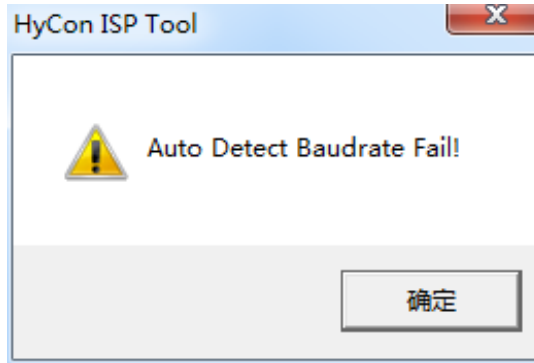 HyCon ISP Tool
Auto Detect Baudrate Fail!
确定